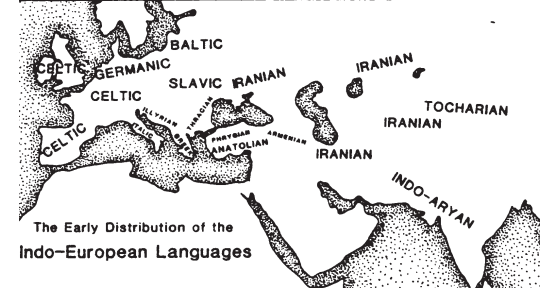 BALTIC
CELTIC
GERMANIC
SLAVIC
IRANIAN
IRANIAN
CELTIC
TOCHARIAN
IRANIAN
ILLYRIAN
THRACIAN
ITALIC
GREEK
PHRYGIAN
ARMENIAN
ANATOLIAN
CELTIC
IRANIAN
INDO-ARYAN
The Early Distribution of the
Indo-European Languages